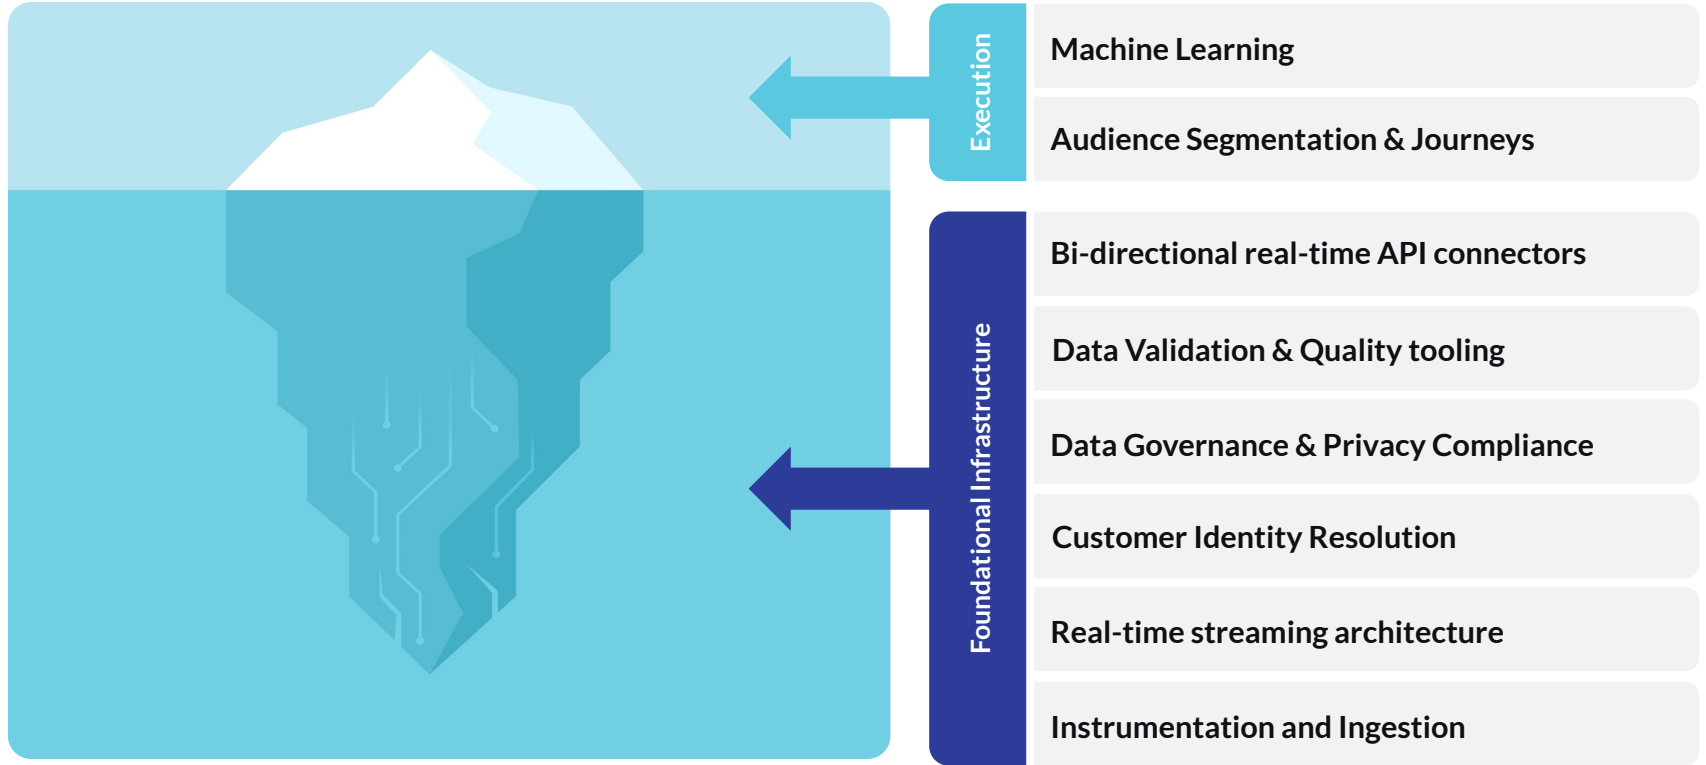 Execution
Machine Learning
Audience Segmentation & Journeys
Foundational Infrastructure
Bi-directional real-time API connectors
Data Validation & Quality tooling
Data Governance & Privacy Compliance
Customer Identity Resolution
Real-time streaming architecture
Instrumentation and Ingestion